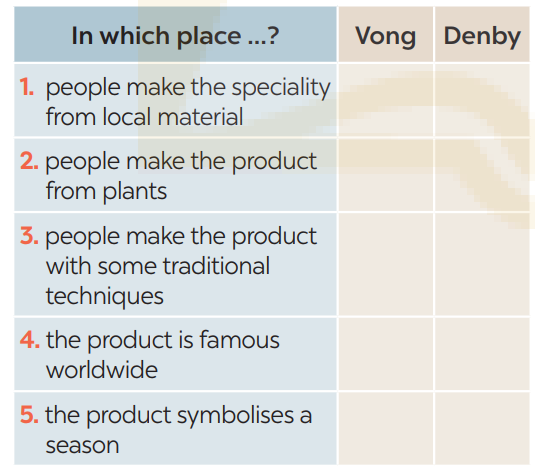 In which place ...? Vong Denby
1. people make the speciality
from local material
2. people make the product
from plants
3. people make the product
with some traditional
techniques
4. the product is famous
worldwide
5. the product symbolises a
season